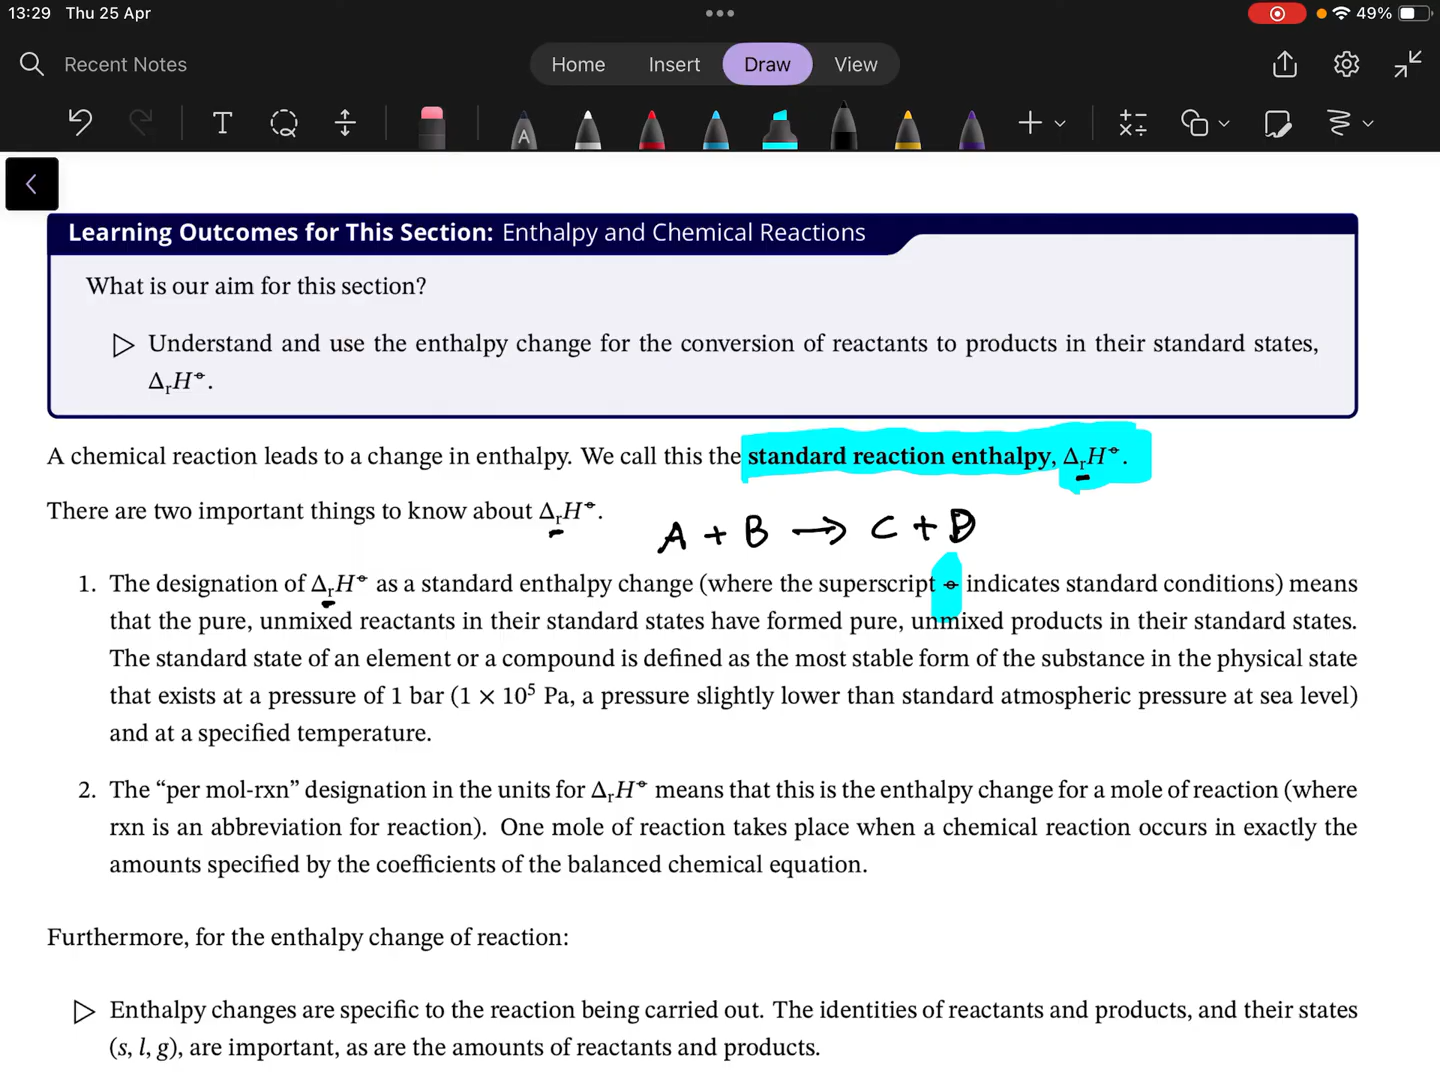 13:29 Thu 25 Apr 49%
Recent Notes Home Insert Draw View
T A
Learning Outcomes for This Section: Enthalpy and Chemical Reactions
What is our aim for this section?
▷ Understand and use the enthalpy change for the conversion of reactants to products in their standard states,
ΔᵣH⦵.
A chemical reaction leads to a change in enthalpy. We call this the standard reaction enthalpy, ΔᵣH⦵.
There are two important things to know about ΔᵣH⦵.
A + B → C + D
1. The designation of ΔᵣH⦵ as a standard enthalpy change (where the superscript ⦵ indicates standard conditions) means
that the pure, unmixed reactants in their standard states have formed pure, unmixed products in their standard states.
The standard state of an element or a compound is defined as the most stable form of the substance in the physical state
that exists at a pressure of 1 bar (1 × 10⁵ Pa, a pressure slightly lower than standard atmospheric pressure at sea level)
and at a specified temperature.
2. The “per mol-rxn” designation in the units for ΔᵣH⦵ means that this is the enthalpy change for a mole of reaction (where
rxn is an abbreviation for reaction). One mole of reaction takes place when a chemical reaction occurs in exactly the
amounts specified by the coefficients of the balanced chemical equation.
Furthermore, for the enthalpy change of reaction:
▷ Enthalpy changes are specific to the reaction being carried out. The identities of reactants and products, and their states
(s, l, g), are important, as are the amounts of reactants and products.